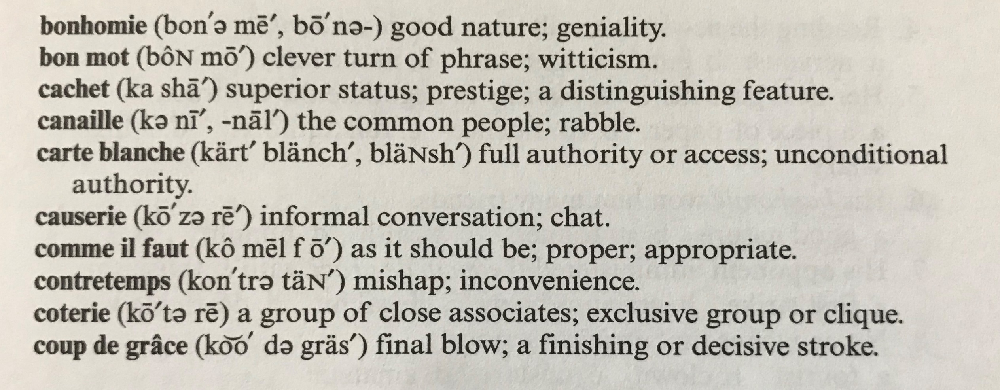 bonhomie (bon′ə mē′, bō′nə-) good nature; geniality.
bon mot (bôN mō′) clever turn of phrase; witticism.
cachet (ka shā′) superior status; prestige; a distinguishing feature.
canaille (kə nī′, -nāl′) the common people; rabble.
carte blanche (kärt′ blänch′, bläNsh′) full authority or access; unconditional
authority.
causerie (kō′zə rē′) informal conversation; chat.
comme il faut (kô mēl f ō′) as it should be; proper; appropriate.
contretemps (kon′trə täN′) mishap; inconvenience.
coterie (kō′tə rē) a group of close associates; exclusive group or clique.
coup de grâce (ko͝o′ də gräs′) final blow; a finishing or decisive stroke.